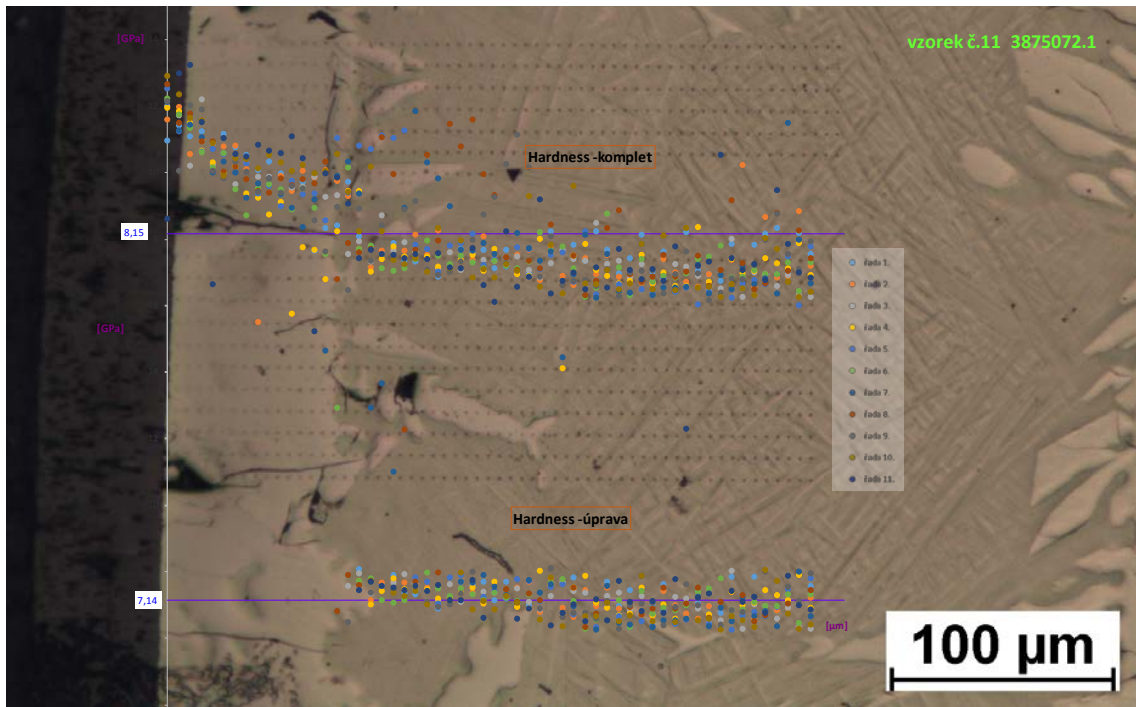 [GPa]
vzorek č.11 3875072.1
Hardness -komplet
8,15
řada 1.
řada 2.
řada 3.
řada 4.
řada 5.
[GPa]
řada 6.
řada 7.
řada 8.
řada 9.
řada 10.
řada 11.
Hardness -úprava
7,14
[µm]
100 µm